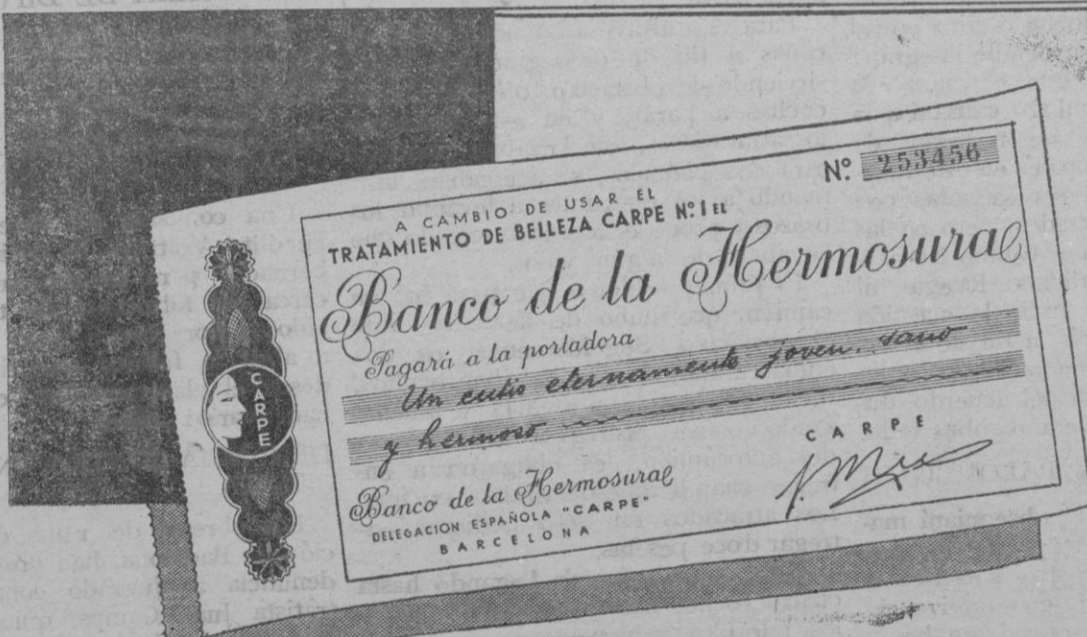 Nº 253456
A CAMBIO DE USAR EL
TRATAMIENTO DE BELLEZA CARPE Nº 1 EL
Banco de la Hermosura
Pagará a la portadora
Un cutis eternamente joven, sano
y hermoso
CARPE
Banco de la Hermosura
DELEGACION ESPAÑOLA "CARPE"
BARCELONA
CARPE